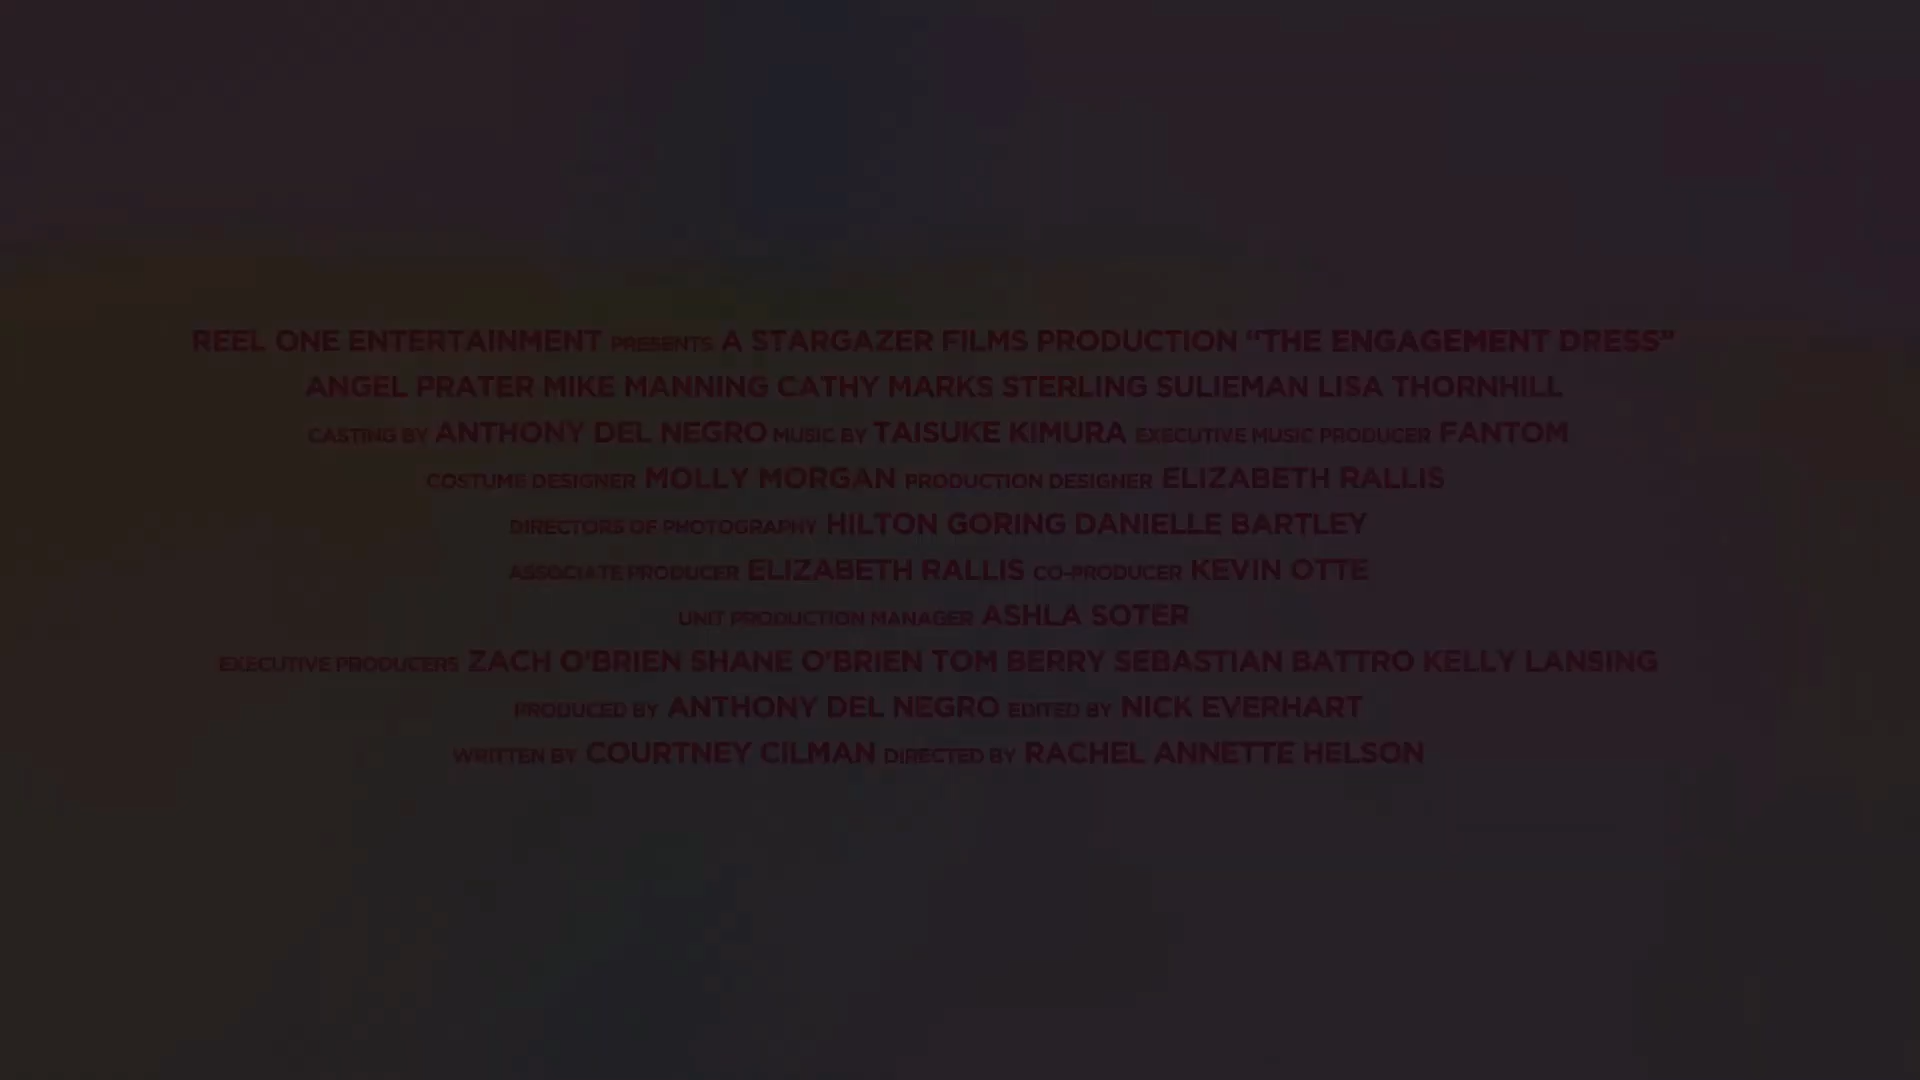 REEL ONE ENTERTAINMENT PRESENTS A STARGAZER FILMS PRODUCTION "THE ENGAGEMENT DRESS"
ANGEL PRATER MIKE MANNING CATHY MARKS STERLING SULIEMAN LISA THORNHILL
CASTING BY ANTHONY DEL NEGRO MUSIC BY TAISUKE KIMURA EXECUTIVE MUSIC PRODUCER FANTOM
COSTUME DESIGNER MOLLY MORGAN PRODUCTION DESIGNER ELIZABETH RALLIS
DIRECTORS OF PHOTOGRAPHY HILTON GORING DANIELLE BARTLEY
ASSOCIATE PRODUCER ELIZABETH RALLIS CO-PRODUCER KEVIN OTTE
UNIT PRODUCTION MANAGER ASHLA SOTER
EXECUTIVE PRODUCERS ZACH O'BRIEN SHANE O'BRIEN TOM BERRY SEBASTIAN BATTRO KELLY LANSING
PRODUCED BY ANTHONY DEL NEGRO EDITED BY NICK EVERHART
WRITTEN BY COURTNEY CILMAN DIRECTED BY RACHEL ANNETTE HELSON